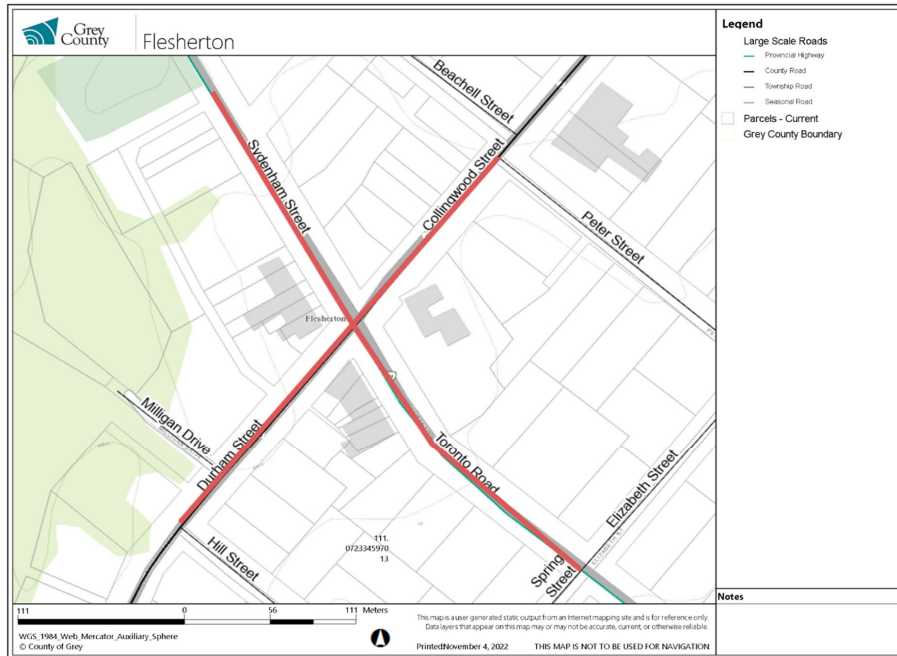 Grey
County
Flesherton
Legend
Large Scale Roads
Provincial Highway
County Road
Township Road
Seasonal Road
Parcels - Current
Grey County Boundary
Beachell Street
Sydenham Street
Collingwood Street
Peter Street
Flesherton
Milligan Drive
Durham Street
Toronto Road
Elizabeth Street
ELIZABETH ST
Hill Street
Spring
Street
111.
0723345970
13
Notes
111 0 56 111 Meters
WGS_1984_Web_Mercator_Auxiliary_Sphere
© County of Grey
This map is a user generated static output from an Internet mapping site and is for reference only.
Data layers that appear on this map may or may not be accurate, current, or otherwise reliable.
Printed:November 4, 2022
THIS MAP IS NOT TO BE USED FOR NAVIGATION